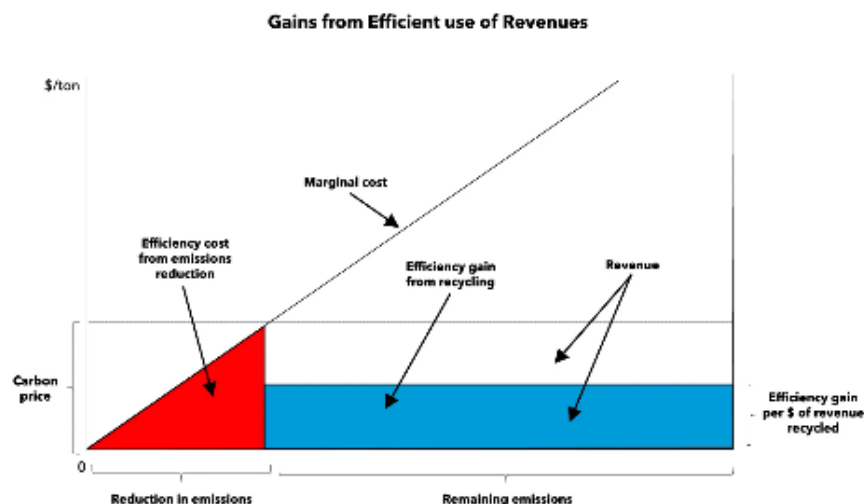 Gains from Efficient use of Revenues
$/ton
Marginal cost
Efficiency cost
from emissions
reduction
Efficiency gain
from recycling
Revenue
Carbon
price
Efficiency gain
per $ of revenue
recycled
0
Reduction in emissions
Remaining emissions